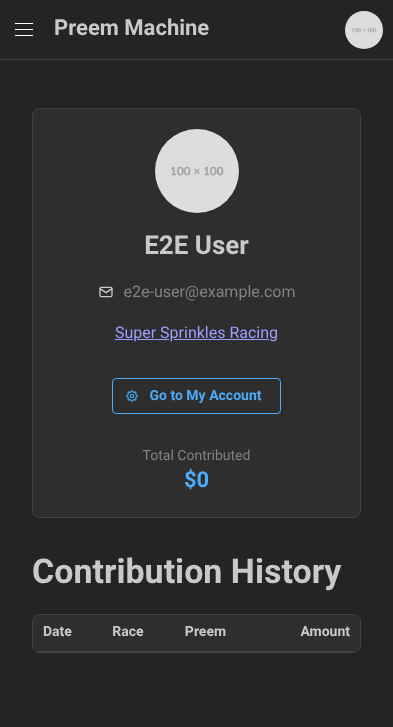 Preem Machine
100 × 100
100 × 100
E2E User
e2e-user@example.com
Super Sprinkles Racing
Go to My Account
Total Contributed
$0
Contribution History
Date Race Preem Amount